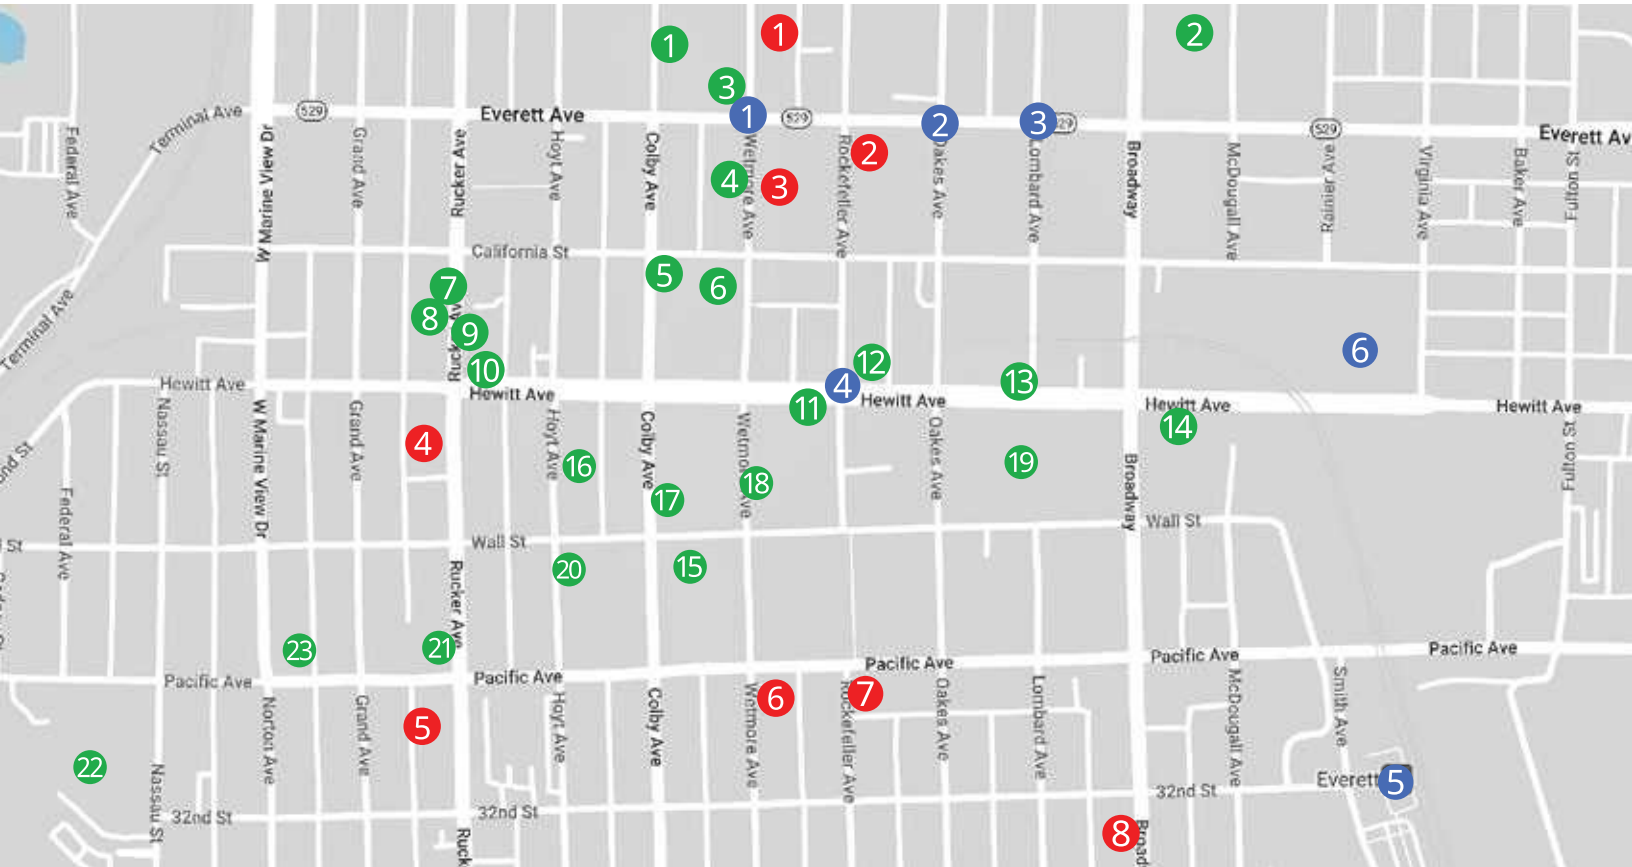 1
1
2
3
529
Everett Ave
1
529
2
3
29
529
Everett Av
Terminal Ave
Federal Ave
W Marine View Dr
Grand Ave
Rucker Ave
Hoyt Ave
Colby Ave
Wetmore Ave
4
3
Rockefeller Ave
2
Oakes Ave
Lombard Ave
Broadway
McDougall Ave
Rainier Ave
Virginia Ave
Baker Ave
Fulton St
California St
5
6
7
8
9
10
Terminal Ave
Ruck
6
12
4
13
11
Hewitt Ave
Hewitt Ave
Hewitt Ave
Hewitt Ave
Hewitt Ave
14
Nassau St
W Marine View Dr
Grand Ave
4
Hoyt Ave
16
Colby Ave
17
Wetmore Ave
18
Oakes Ave
19
Broadway
Fulton St
nd St
Federal Ave
St
Wall St
Wall St
20
15
Rucker Ave
23
21
Pacific Ave
Pacific Ave
Pacific Ave
Pacific Ave
Pacific Ave
Norton Ave
Grand Ave
5
Hoyt Ave
Colby Ave
Wetmore Ave
6
Rockefeller Ave
7
Oakes Ave
Lombard Ave
McDougall Ave
Smith Ave
22
Nassau St
Everett
5
32nd St
32nd St
32nd St
Ruck
8
Broad